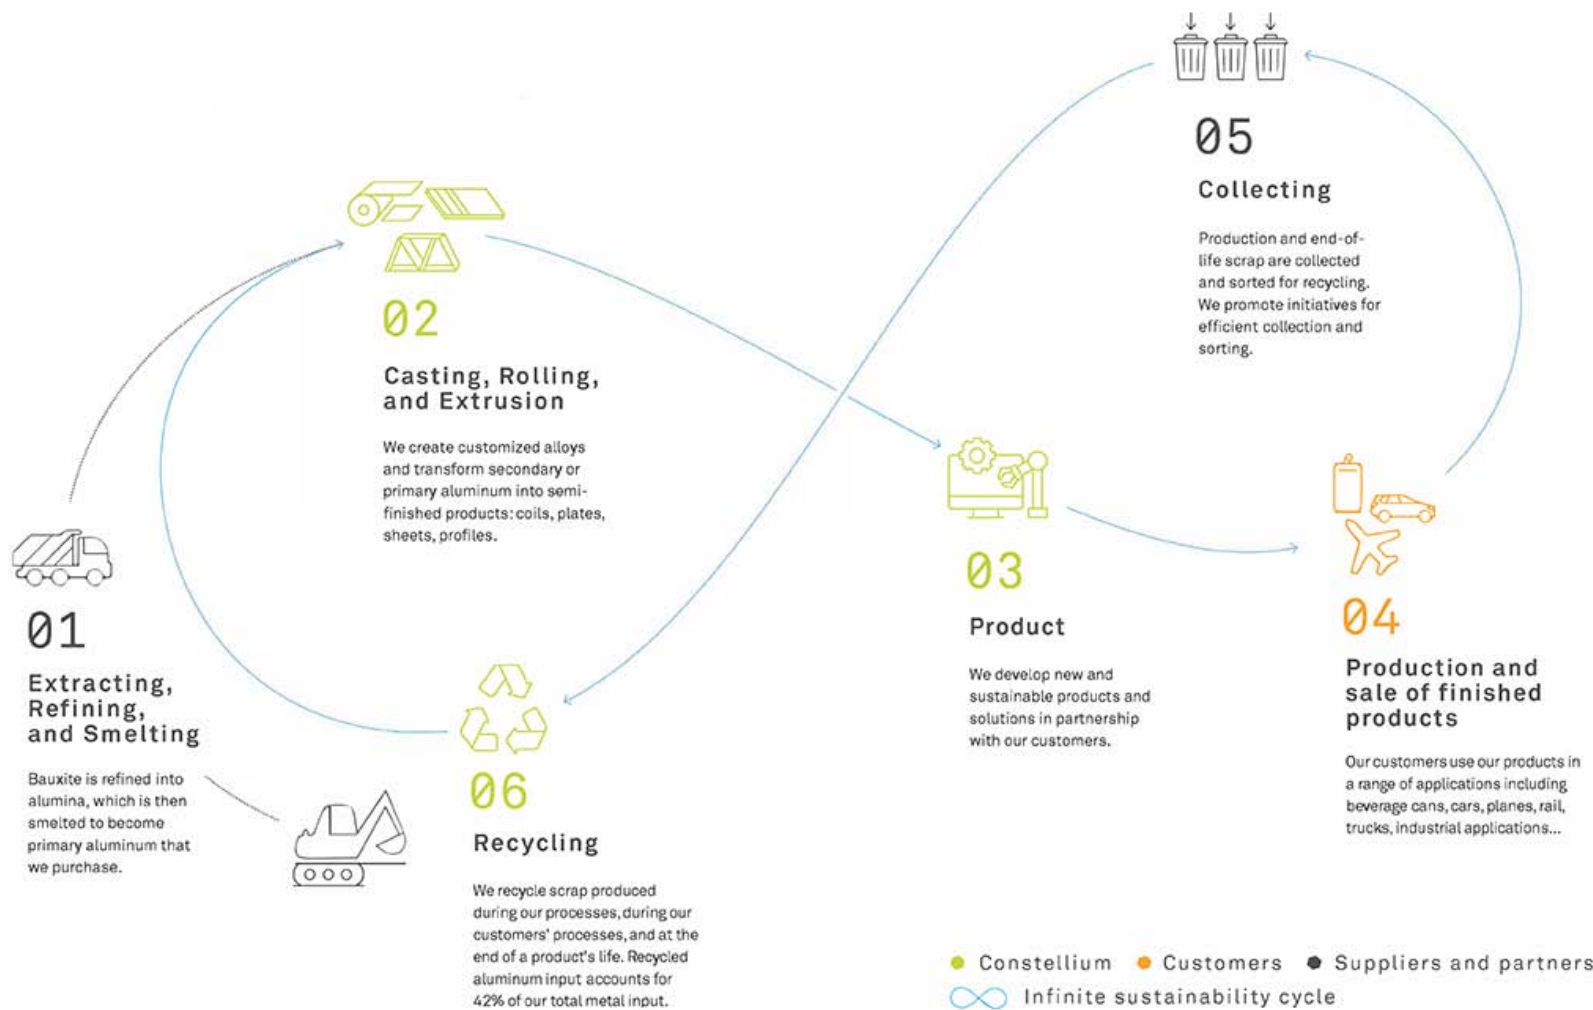 01
Extracting,
Refining,
and Smelting
Bauxite is refined into
alumina, which is then
smelted to become
primary aluminum that
we purchase.
02
Casting, Rolling,
and Extrusion
We create customized alloys
and transform secondary or
primary aluminum into semi-
finished products: coils, plates,
sheets, profiles.
03
Product
We develop new and
sustainable products and
solutions in partnership
with our customers.
04
Production and
sale of finished
products
Our customers use our products in
a range of applications including
beverage cans, cars, planes, rail,
trucks, industrial applications...
05
Collecting
Production and end-of-
life scrap are collected
and sorted for recycling.
We promote initiatives for
efficient collection and
sorting.
06
Recycling
We recycle scrap produced
during our processes, during our
customers' processes, and at the
end of a product's life. Recycled
aluminum input accounts for
42% of our total metal input.
Constellium Customers Suppliers and partners
Infinite sustainability cycle